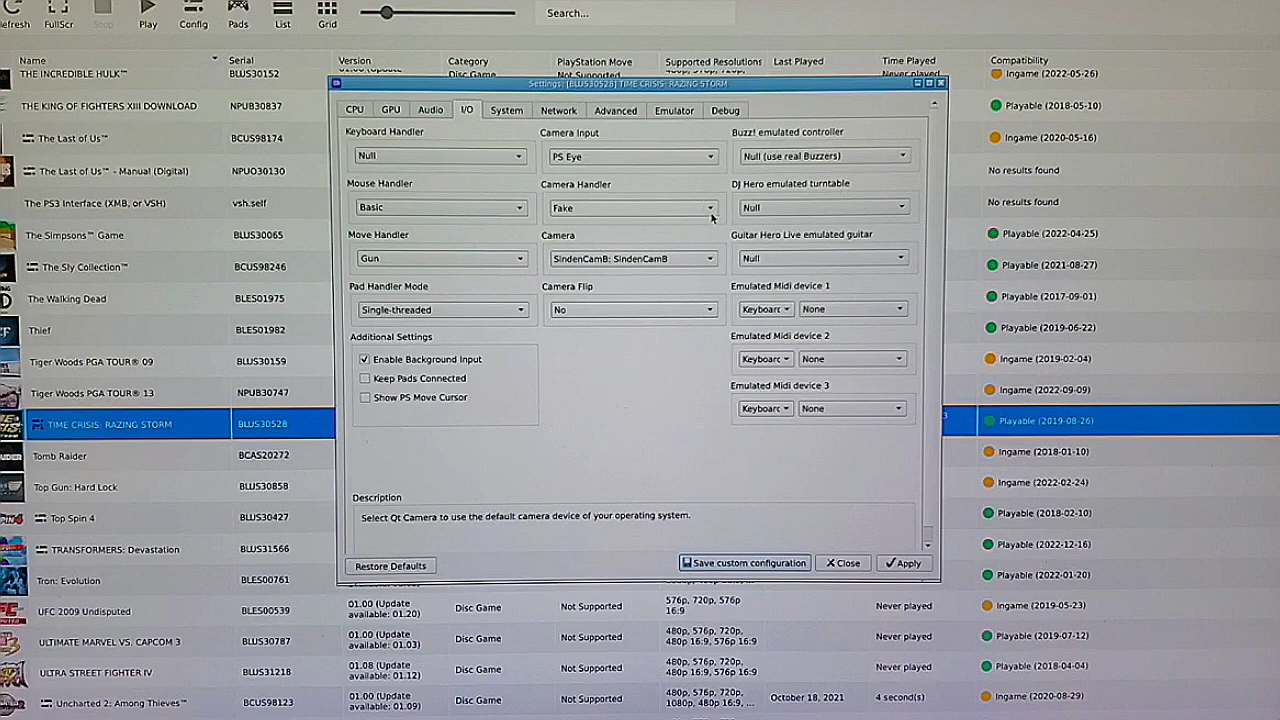 Refresh FullScr Stop Play Config Pads List Grid Search...
Name Serial Version Category PlayStation Move Supported Resolutions Last Played Time Played Compatibility
THE INCREDIBLE HULK™ BLUS30152 Disc Game Not Supported 480p, 576p, 720p, Never played Ingame (2022-05-26)
Settings: [BLUS30528] TIME CRISIS: RAZING STORM
THE KING OF FIGHTERS XIII DOWNLOAD NPUB30837 Playable (2018-05-10)
The Last of Us™ BCUS98174 Ingame (2020-05-16)
The Last of Us™ - Manual (Digital) NPUO30130 No results found
The PS3 Interface (XMB, or VSH) vsh.self No results found
The Simpsons™ Game BLUS30065 Playable (2022-04-25)
The Sly Collection™ BCUS98246 Playable (2021-08-27)
The Walking Dead BLES01975 Playable (2017-09-01)
Thief BLES01982 Playable (2019-06-22)
Tiger Woods PGA TOUR® 09 BLUS30159 Ingame (2019-02-04)
Tiger Woods PGA TOUR® 13 NPUB30747 Ingame (2022-09-09)
TIME CRISIS: RAZING STORM BLUS30528 3 Playable (2019-08-26)
Tomb Raider BCAS20272 Ingame (2018-01-10)
Top Gun: Hard Lock BLUS30858 Ingame (2022-02-24)
Top Spin 4 BLUS30427 Playable (2018-02-10)
TRANSFORMERS: Devastation BLUS31566 Playable (2022-12-16)
Tron: Evolution BLES00761 Playable (2022-01-20)
CPU GPU Audio I/O System Network Advanced Emulator Debug
Keyboard Handler Camera Input Buzz! emulated controller
Null PS Eye Null (use real Buzzers)
Mouse Handler Camera Handler DJ Hero emulated turntable
Basic Fake Null
Move Handler Camera Guitar Hero Live emulated guitar
Gun SindenCamB: SindenCamB Null
Pad Handler Mode Camera Flip Emulated Midi device 1
Single-threaded No Keyboarc None
Additional Settings Emulated Midi device 2
Enable Background Input Keyboarc None
Keep Pads Connected Emulated Midi device 3
Show PS Move Cursor Keyboarc None
Description
Select Qt Camera to use the default camera device of your operating system.
Restore Defaults Save custom configuration Close Apply
UFC 2009 Undisputed BLES00539 01.00 (Update available: 01.20) Disc Game Not Supported 576p, 720p, 576p 16:9 Never played Ingame (2019-05-23)
ULTIMATE MARVEL VS. CAPCOM 3 BLUS30787 01.00 (Update available: 01.03) Disc Game Not Supported 480p, 576p, 720p, 480p 16:9, 576p 16:9 Never played Playable (2019-07-12)
ULTRA STREET FIGHTER IV BLUS31218 01.08 (Update available: 01.12) Disc Game Not Supported 480p, 576p, 720p, 480p 16:9, 576p 16:9 Never played Playable (2018-04-04)
Uncharted 2: Among Thieves™ BCUS98123 01.00 (Update available: 01.09) Disc Game Not Supported 480p, 576p, 720p, 1080p, 480p 16:9, ... October 18, 2021 4 second(s) Ingame (2020-08-29)